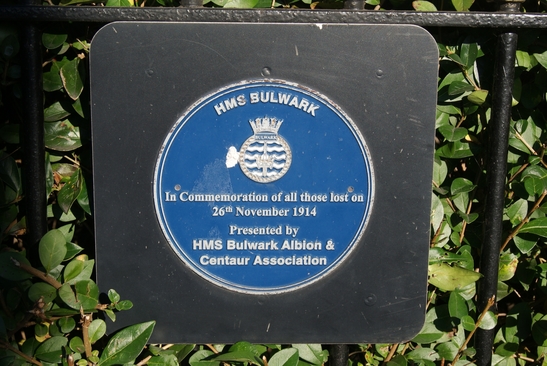 HMS BULWARK
BULWARK
In Commemoration of all those lost on
26th November 1914
Presented by
HMS Bulwark Albion &
Centaur Association